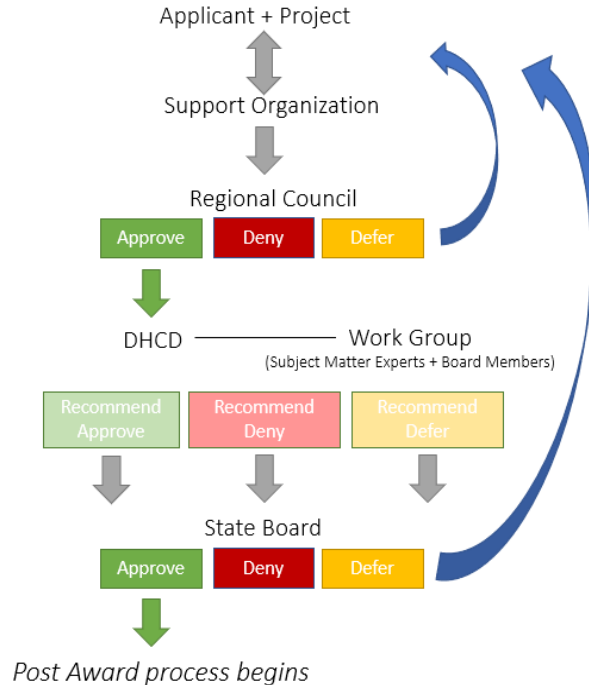 Applicant + Project
Support Organization
Regional Council
Approve
Deny
Defer
DHCD
Work Group
(Subject Matter Experts + Board Members)
Recommend
Approve
Recommend
Deny
Recommend
Defer
State Board
Approve
Deny
Defer
Post Award process begins